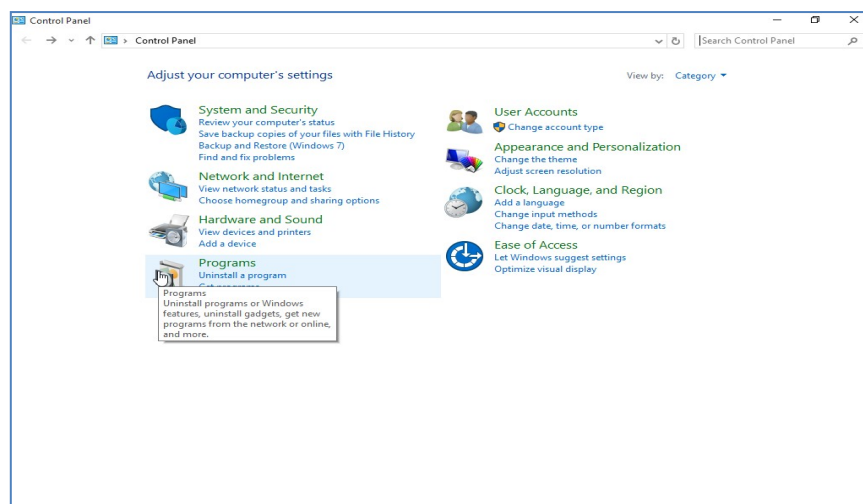 Control Panel
Control Panel
Search Control Panel
Adjust your computer's settings
View by: Category
System and Security
Review your computer's status
Save backup copies of your files with File History
Backup and Restore (Windows 7)
Find and fix problems
Network and Internet
View network status and tasks
Choose homegroup and sharing options
Hardware and Sound
View devices and printers
Add a device
Programs
Uninstall a program
Get programs
Programs
Uninstall programs or Windows
features, uninstall gadgets, get new
programs from the network or online,
and more.
User Accounts
Change account type
Appearance and Personalization
Change the theme
Adjust screen resolution
Clock, Language, and Region
Add a language
Change input methods
Change date, time, or number formats
Ease of Access
Let Windows suggest settings
Optimize visual display